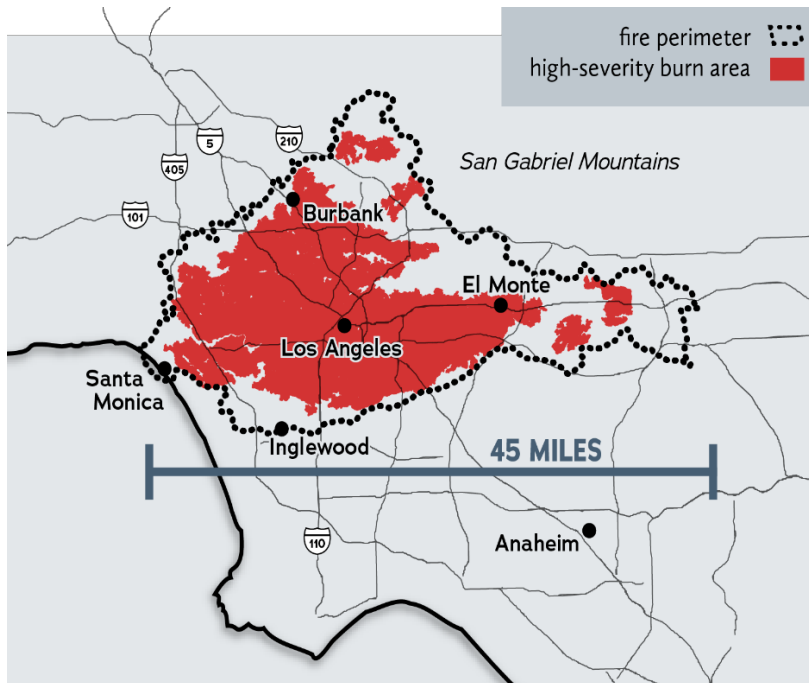 fire perimeter
high-severity burn area
San Gabriel Mountains
5
210
405
101
Burbank
El Monte
Los Angeles
Santa
Monica
Inglewood
45 MILES
110
Anaheim